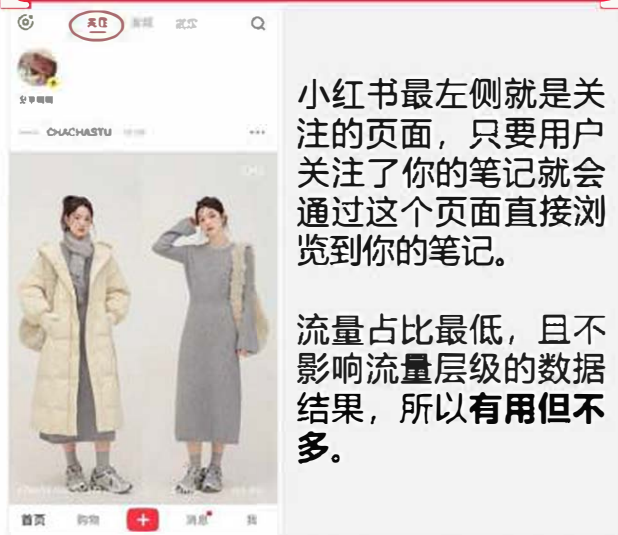 关注
武汉
CHACHASTU
小红书最左侧就是关
注的页面，只要用户
关注了你的笔记就会
通过这个页面直接浏
览到你的笔记。
流量占比最低，且不
影响流量层级的数据
结果，所以有用但不
多。
首页 购物 消息 我